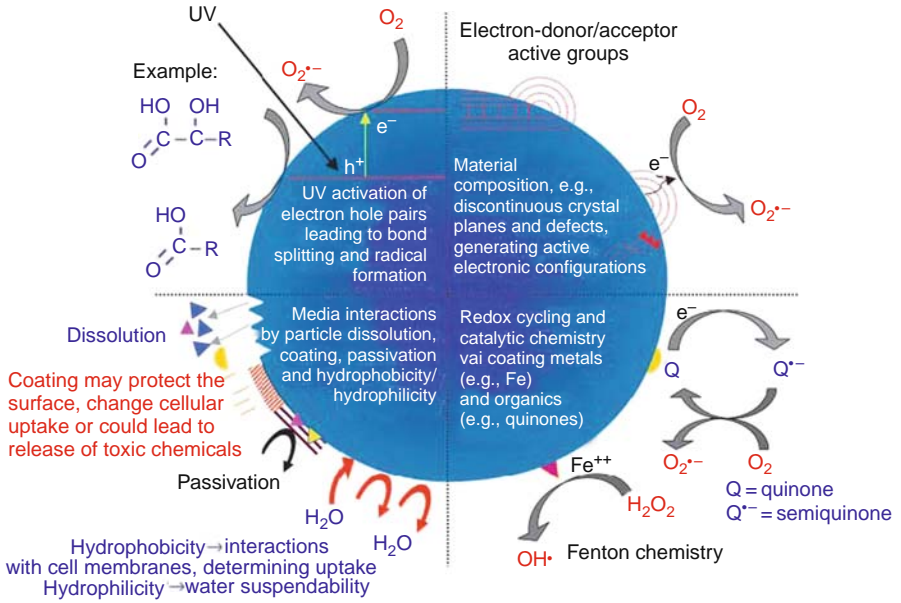 UV
O₂
O₂•−
Example:
HO OH
C–C–R
O
HO
C–R
O
e−
h+
UV activation of
electron hole pairs
leading to bond
splitting and radical
formation
Electron-donor/acceptor
active groups
Material
composition, e.g.,
discontinuous crystal
planes and defects,
generating active
electronic configurations
O₂
e−
O₂•−
Dissolution
Media interactions
by particle dissolution,
coating, passivation
and hydrophobicity/
hydrophilicity
Coating may protect the
surface, change cellular
uptake or could lead to
release of toxic chemicals
Passivation
H₂O
H₂O
Hydrophobicity→interactions
with cell membranes, determining uptake
Hydrophilicity→water suspendability
Redox cycling and
catalytic chemistry
vai coating metals
(e.g., Fe)
and organics
(e.g., quinones)
e−
Q
Q•−
O₂•−
O₂
Q = quinone
Q•− = semiquinone
Fe++
H₂O₂
OH•
Fenton chemistry